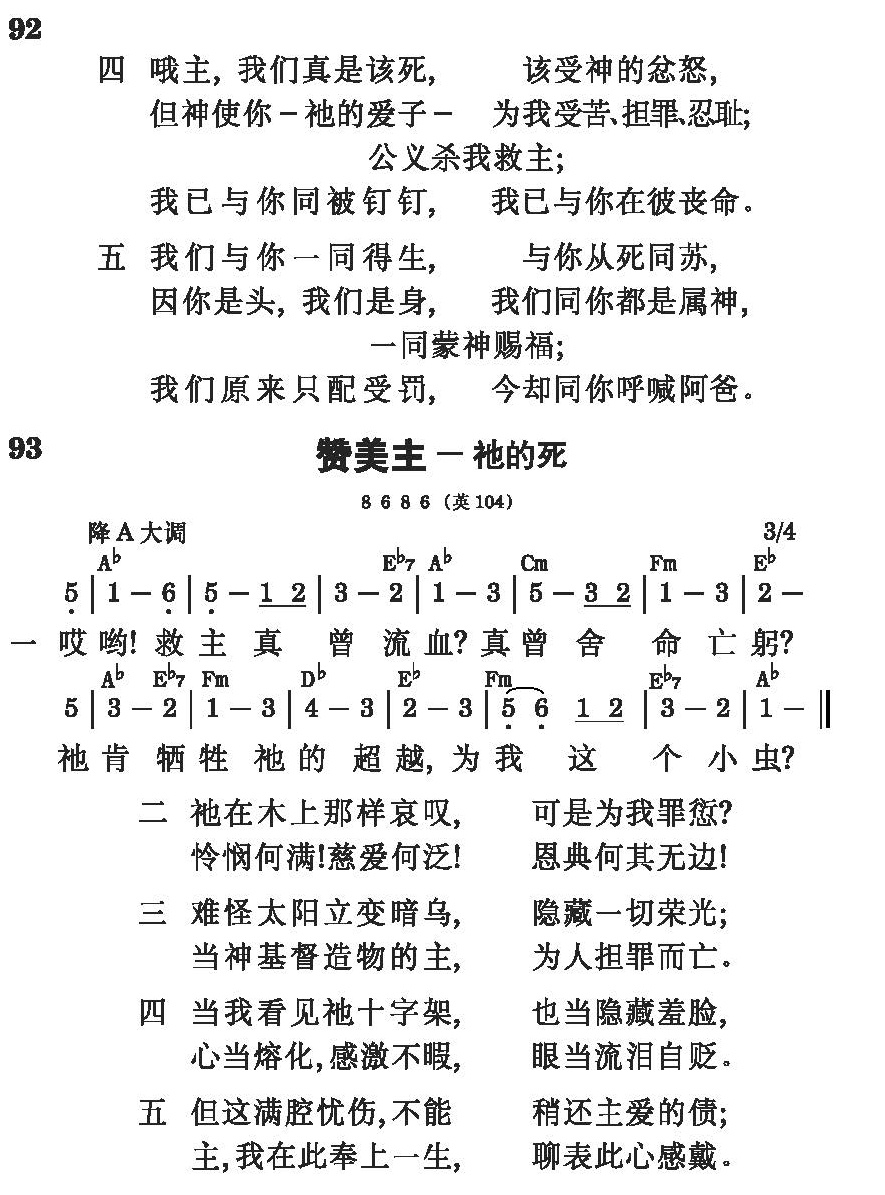 92
四 哦主, 我们真是该死, 该受神的忿怒,
但神使你－祂的爱子－ 为我受苦、担罪、忍耻;
公义杀我救主;
我已与你同被钉钉, 我已与你在彼丧命。
五 我们与你一同得生, 与你从死同苏,
因你是头, 我们是身, 我们同你都是属神,
一同蒙神赐福;
我们原来只配受罚, 今却同你呼喊阿爸。
93 赞美主－祂的死
8 6 8 6 (英104)
降A大调 3/4
A♭ E♭7 A♭ Cm Fm E♭
5̣ | 1 － 6̣ | 5̣ － 1 2 | 3 － 2 | 1 － 3 | 5 － 3 2 | 1 － 3 | 2 －
一 哎哟! 救主真曾流血? 真曾舍命亡躬?
A♭ E♭7 Fm D♭ E♭ Fm E♭7 A♭
5 | 3 － 2 | 1 － 3 | 4 － 3 | 2 － 3 | 5̣ 6̣ 1 2 | 3 － 2 | 1 － ‖
祂肯牺牲祂的超越, 为我这个小虫?
二 祂在木上那样哀叹, 可是为我罪愆?
怜悯何满!慈爱何泛! 恩典何其无边!
三 难怪太阳立变暗乌, 隐藏一切荣光;
当神基督造物的主, 为人担罪而亡。
四 当我看见祂十字架, 也当隐藏羞脸,
心当熔化,感激不暇, 眼当流泪自贬。
五 但这满腔忧伤,不能 稍还主爱的债;
主,我在此奉上一生, 聊表此心感戴。